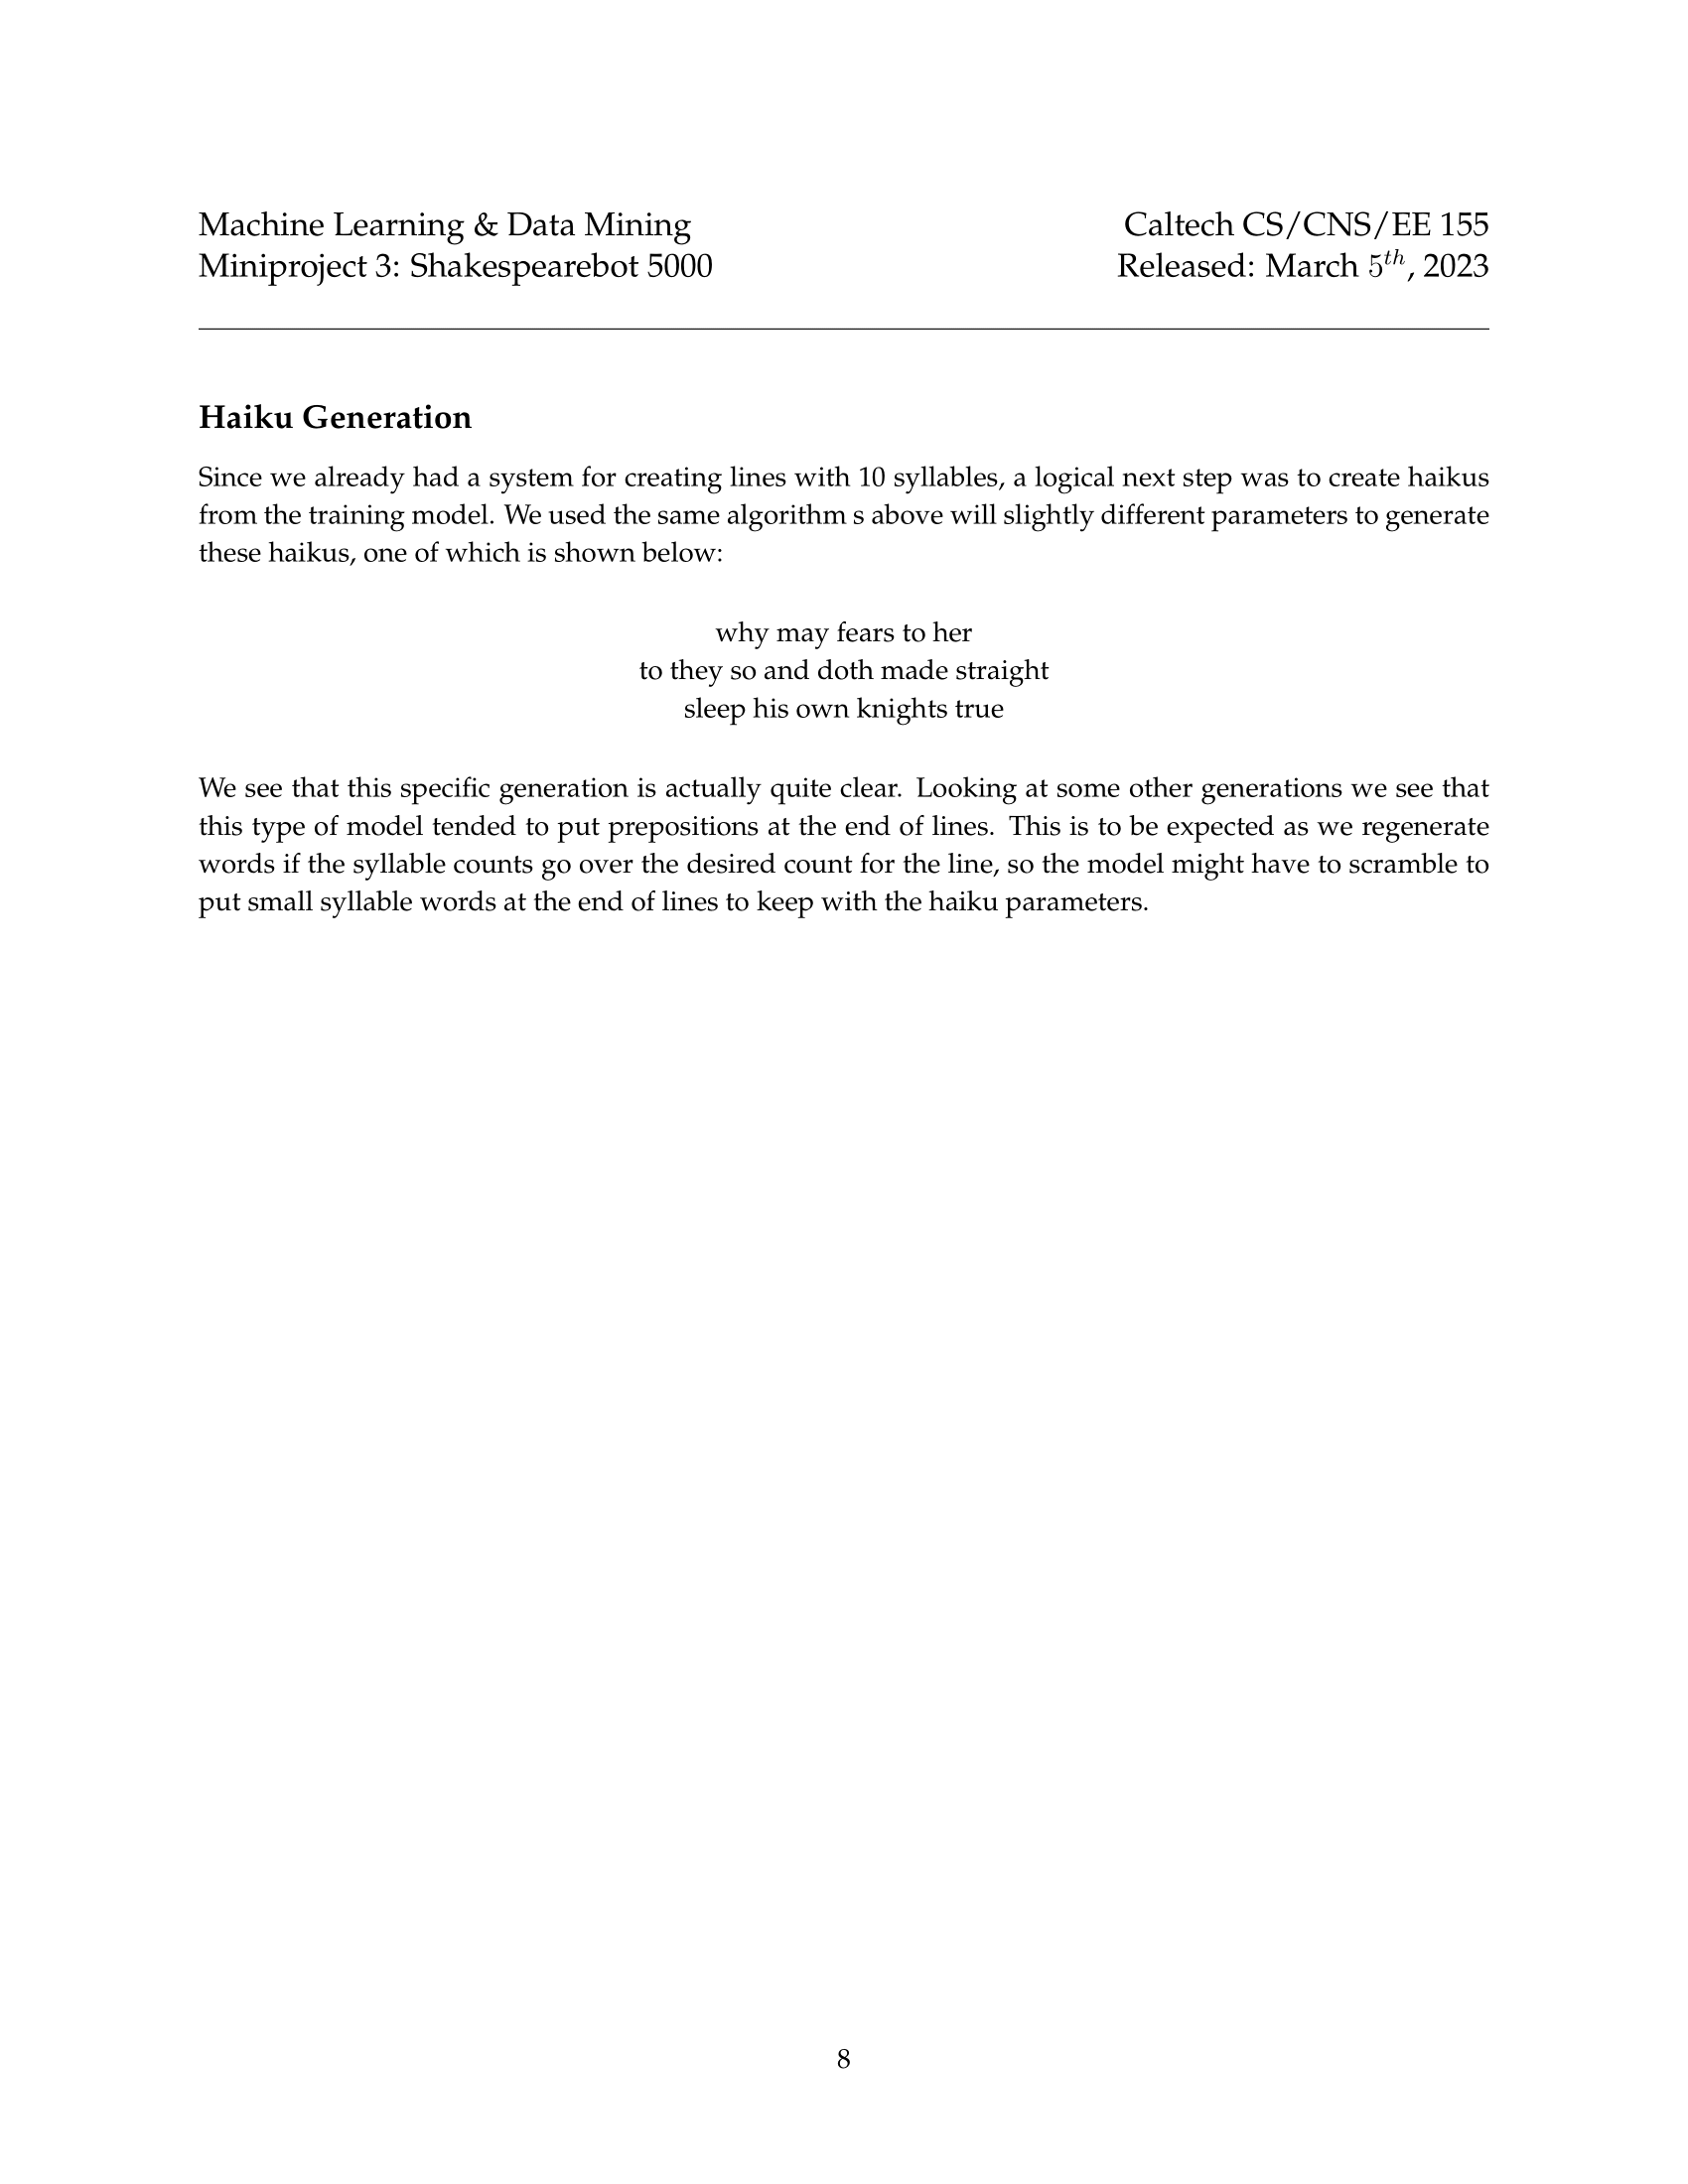 Machine Learning & Data Mining
Caltech CS/CNS/EE 155
Miniproject 3: Shakespearebot 5000
Released: March 5th, 2023
Haiku Generation
Since we already had a system for creating lines with 10 syllables, a logical next step was to create haikus
from the training model. We used the same algorithm s above will slightly different parameters to generate
these haikus, one of which is shown below:
why may fears to her
to they so and doth made straight
sleep his own knights true
We see that this specific generation is actually quite clear. Looking at some other generations we see that
this type of model tended to put prepositions at the end of lines. This is to be expected as we regenerate
words if the syllable counts go over the desired count for the line, so the model might have to scramble to
put small syllable words at the end of lines to keep with the haiku parameters.
8